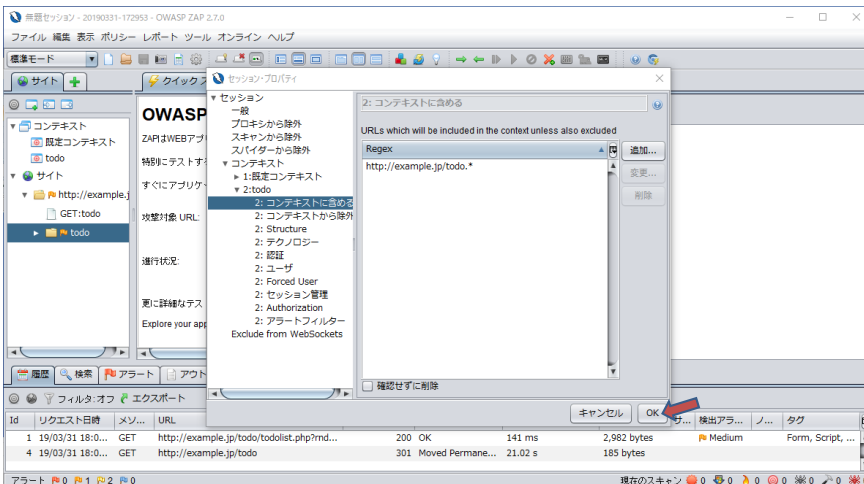 無題セッション - 20190331-172953 - OWASP ZAP 2.7.0
ファイル 編集 表示 ポリシー レポート ツール オンライン ヘルプ
標準モード
サイト
クイックス
コンテキスト
既定コンテキスト
todo
サイト
http://example.j
GET:todo
todo
OWASP
ZAPはWEBアプ
特別にテストす
すぐにアプリケー
攻撃対象 URL:
進行状況:
更に詳細なテス
Explore your app
セッション・プロパティ
セッション
一般
プロキシから除外
スキャンから除外
スパイダーから除外
コンテキスト
1:既定コンテキスト
2:todo
2: コンテキストに含める
2: コンテキストから除外
2: Structure
2: テクノロジー
2: 認証
2: ユーザ
2: Forced User
2: セッション管理
2: Authorization
2: アラートフィルター
Exclude from WebSockets
2: コンテキストに含める
URLs which will be included in the context unless also excluded
Regex
http://example.jp/todo.*
追加...
変更...
削除
確認せずに削除
キャンセル OK
履歴 検索 アラート アウト
フィルタ:オフ エクスポート
Id リクエスト日時 メソ... URL サ... 検出アラ... ノ... タグ
1 19/03/31 18:0... GET http://example.jp/todo/todolist.php?rnd... 200 OK 141 ms 2,982 bytes Medium Form, Script, ...
4 19/03/31 18:0... GET http://example.jp/todo 301 Moved Permane... 21.02 s 185 bytes
アラート 0 1 2 0 現在のスキャン 0 0 0 0 0 0